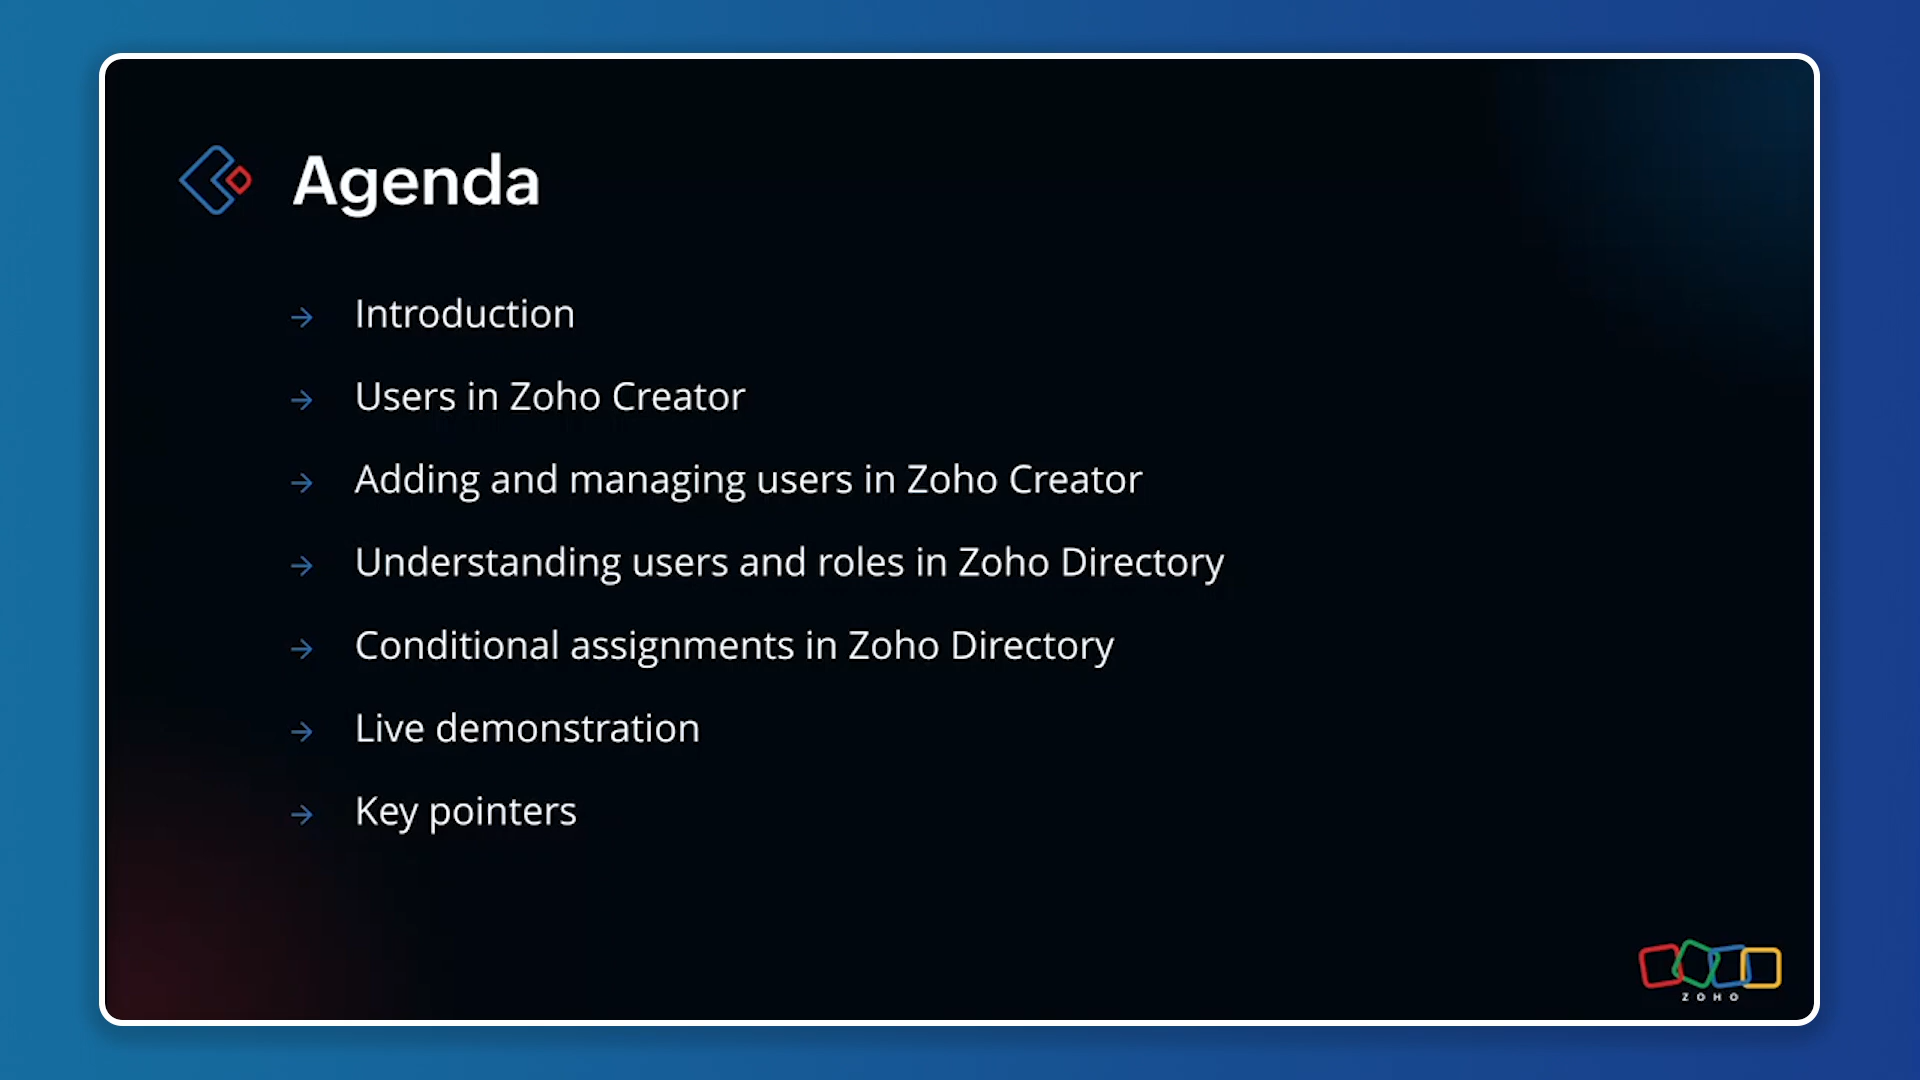 Agenda
Introduction
Users in Zoho Creator
Adding and managing users in Zoho Creator
Understanding users and roles in Zoho Directory
Conditional assignments in Zoho Directory
Live demonstration
Key pointers
ZOHO